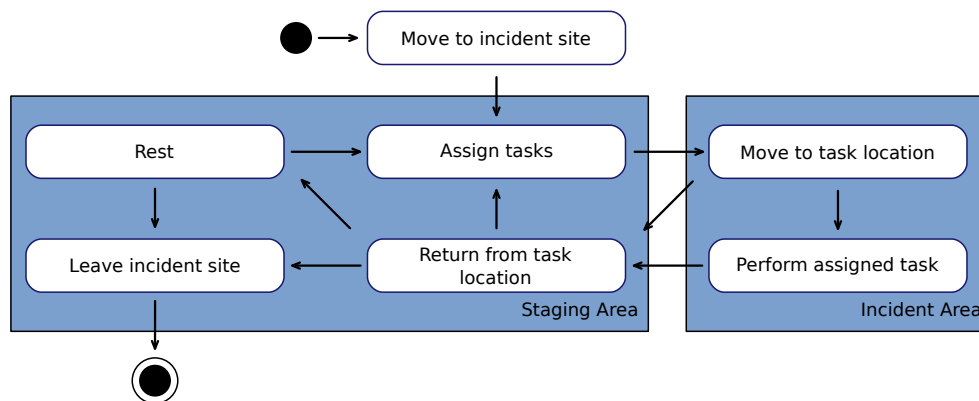 Move to incident site
Rest
Assign tasks
Move to task location
Leave incident site
Return from task
location
Perform assigned task
Staging Area
Incident Area